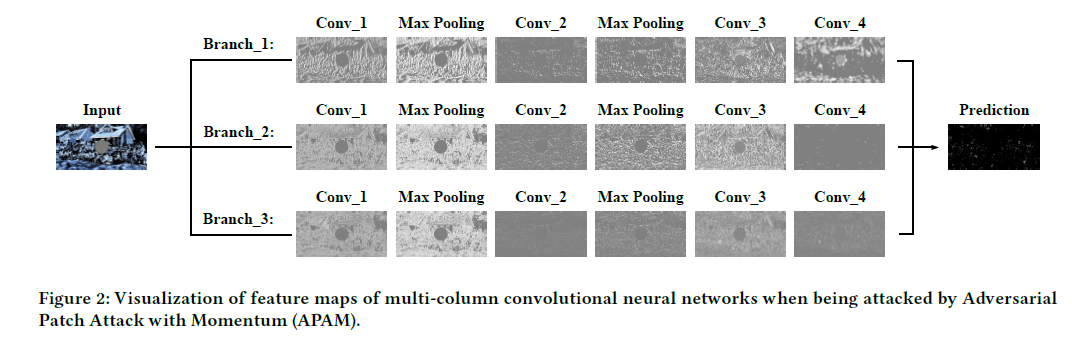 Conv_1 Max Pooling Conv_2 Max Pooling Conv_3 Conv_4
Branch_1:
Input
Conv_1 Max Pooling Conv_2 Max Pooling Conv_3 Conv_4
Prediction
Branch_2:
Conv_1 Max Pooling Conv_2 Max Pooling Conv_3 Conv_4
Branch_3:
Figure 2: Visualization of feature maps of multi-column convolutional neural networks when being attacked by Adversarial
Patch Attack with Momentum (APAM).